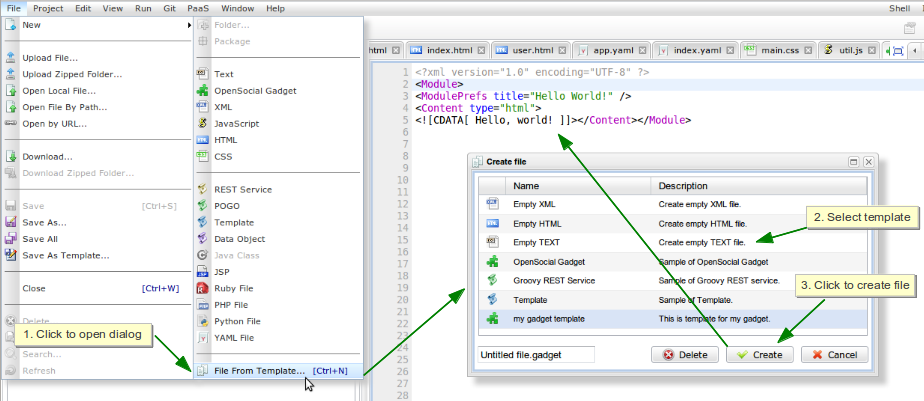 File Project Edit View Run Git PaaS Window Help Shell
New
Upload File...
Upload Zipped Folder...
Open Local File...
Open File By Path...
Open by URL...
Download...
Download Zipped Folder...
Save [Ctrl+S]
Save As...
Save All
Save As Template...
Close [Ctrl+W]
Delete
Search...
Refresh
1. Click to open dialog
Folder...
Package
Text
OpenSocial Gadget
XML
JavaScript
HTML
CSS
REST Service
POGO
Template
Data Object
Java Class
JSP
Ruby File
PHP File
Python File
YAML File
File From Template... [Ctrl+N]
html index.html user.html app.yaml index.yaml main.css util.js
1 <?xml version="1.0" encoding="UTF-8" ?>
2 <Module>
3 <ModulePrefs title="Hello World!" />
4 <Content type="html">
5 <![CDATA[ Hello, world! ]]></Content></Module>
6
7
8
9
10
11
12
13
14
15
16
17
18
19
20
21
22
23
24
25
26
27
28
Create file
Name Description
Empty XML Create empty XML file.
Empty HTML Create empty HTML file.
Empty TEXT Create empty TEXT file.
OpenSocial Gadget Sample of OpenSocial Gadget
Groovy REST Service Sample of Groovy REST service.
Template Sample of Template.
my gadget template This is template for my gadget.
Untitled file.gadget Delete Create Cancel
2. Select template
3. Click to create file